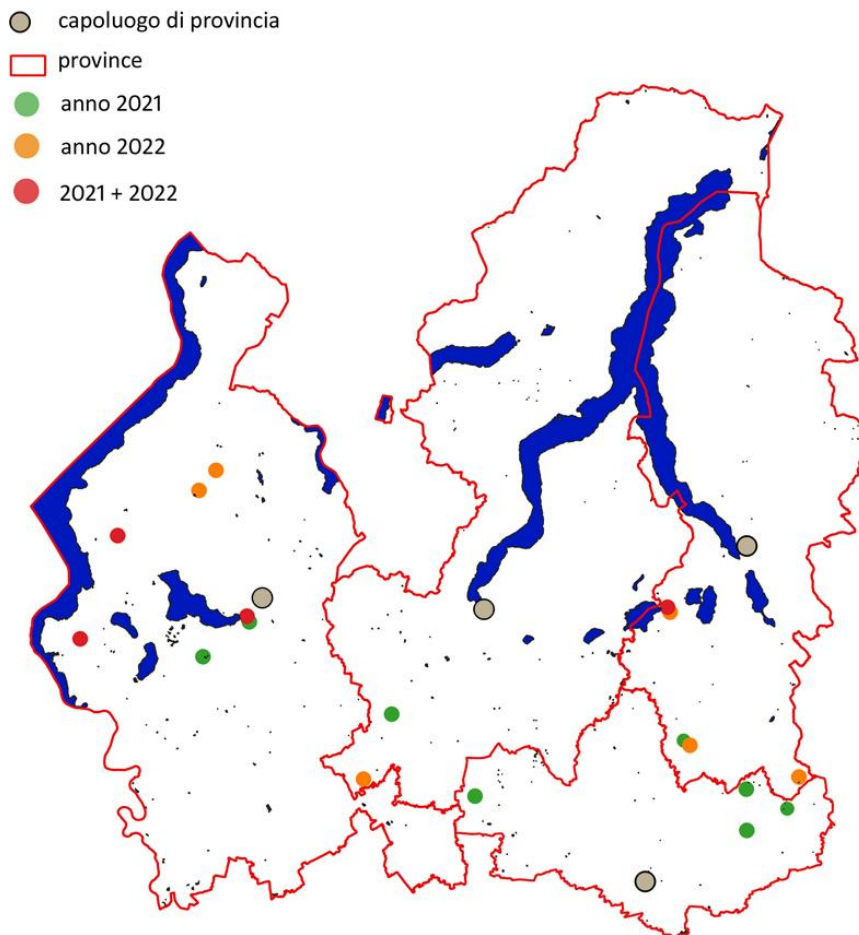 capoluogo di provincia
province
anno 2021
anno 2022
2021 + 2022